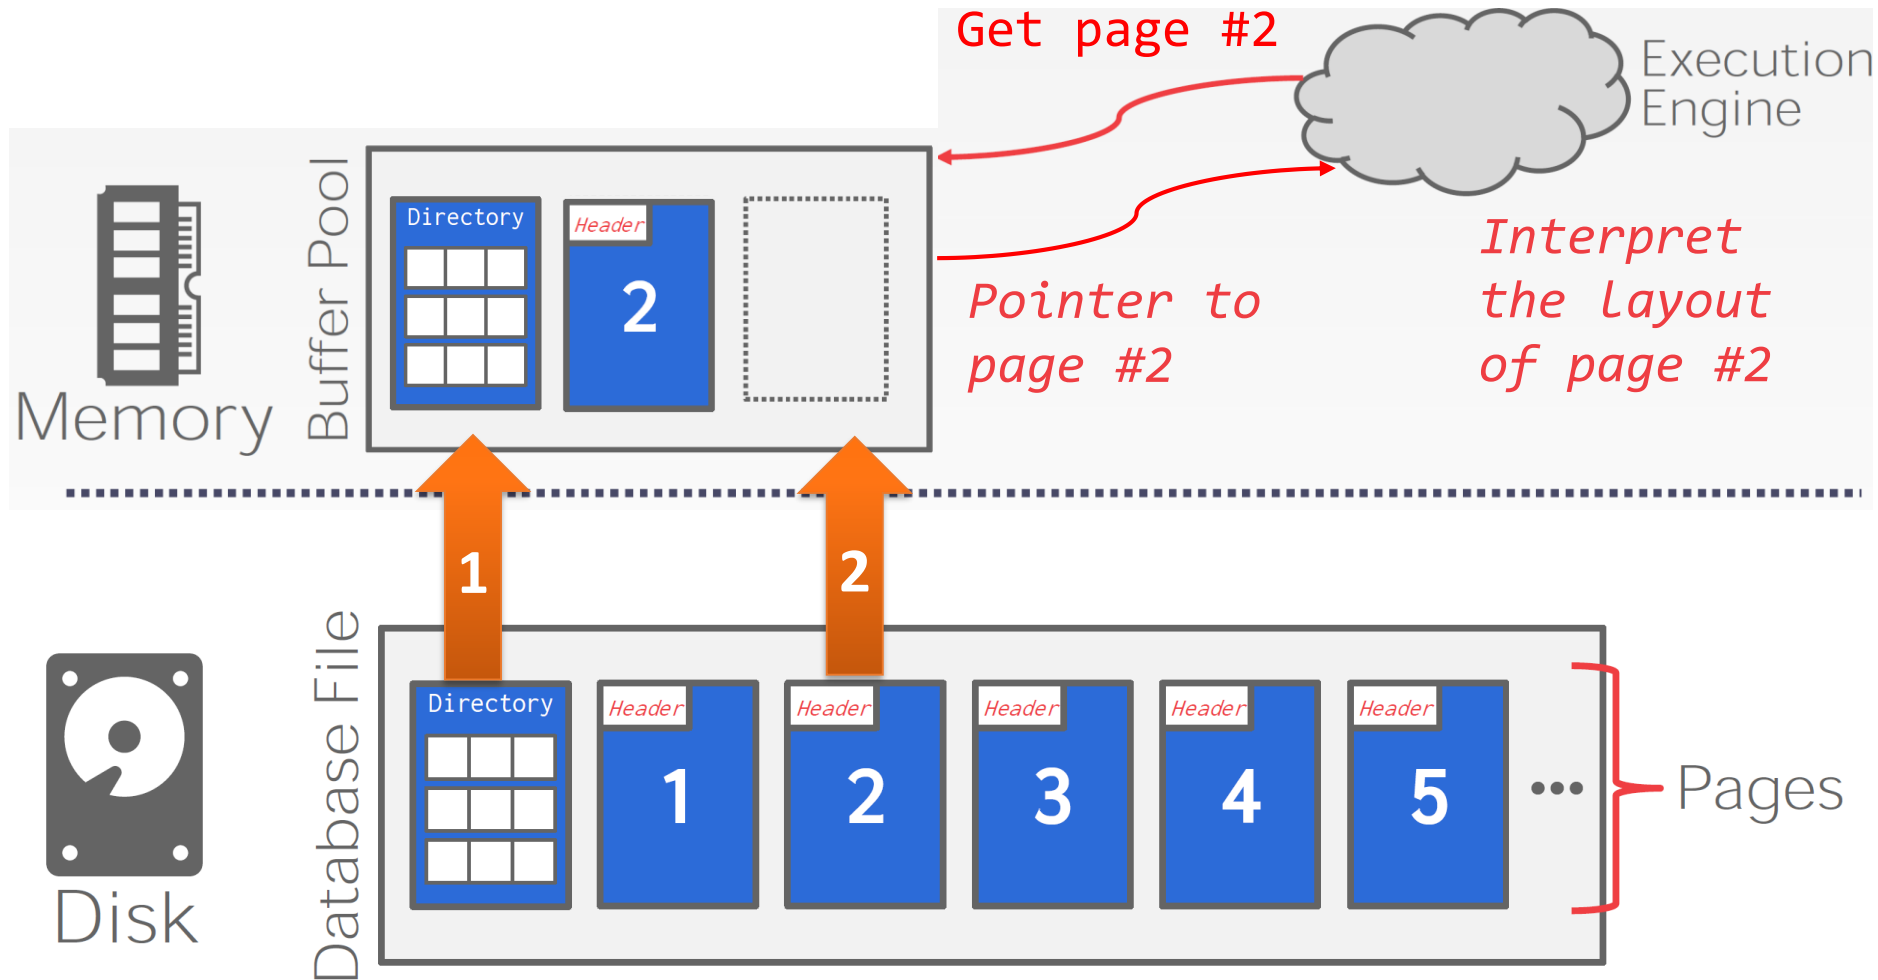 Get page #2
Execution
Engine
Buffer Pool
Directory
Header
2
Memory
Pointer to
page #2
Interpret
the layout
of page #2
1
2
Database File
Disk
Directory
Header
1
Header
2
Header
3
Header
4
Header
5
...
Pages